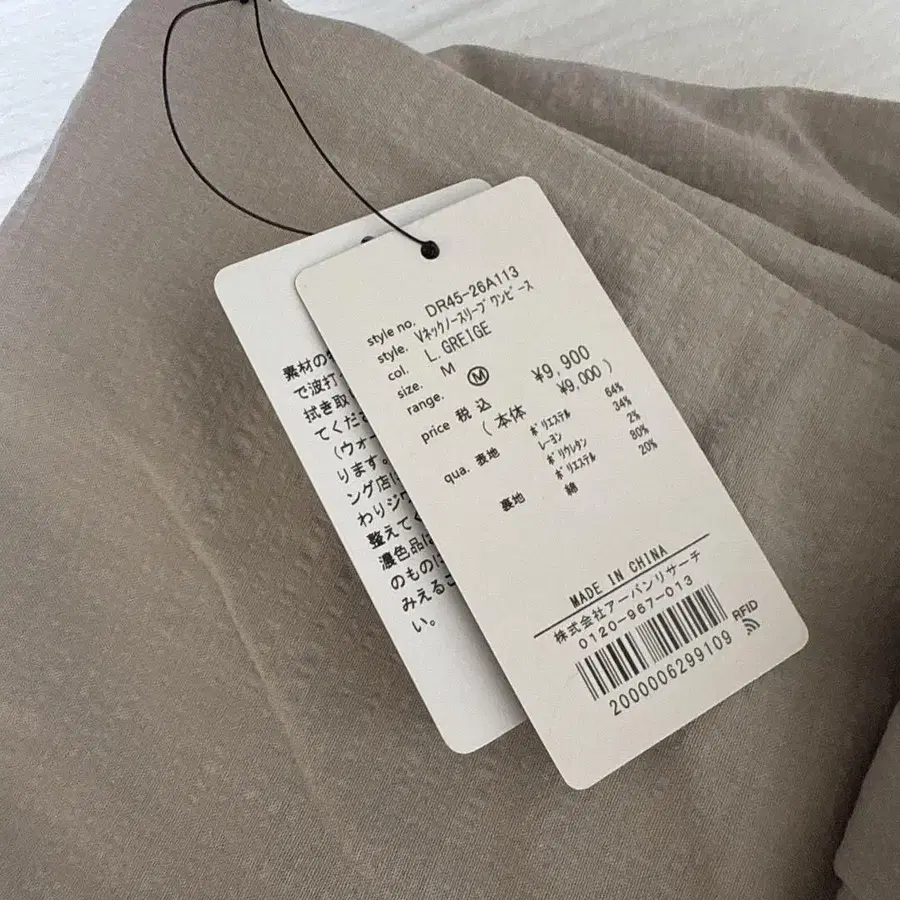 style no. DR45-26A113
style. Vネックノースリーブワンピース
col. L.GREIGE
size. M
range. Ⓜ
price 税込 ¥9,900
(本体 ¥9,000)
qua. 表地 ポリエステル 64%
レーヨン 34%
ポリウレタン 2%
裏地 ポリエステル 80%
綿 20%
MADE IN CHINA
株式会社アーバンリサーチ
0120-967-013
RFID
2000006299109
素材の
で波打
拭き取
てくだ
(ウォー
ります。
ング店に
わりジワ
整えてく
濃色品に
のものに
みえるこ
い。